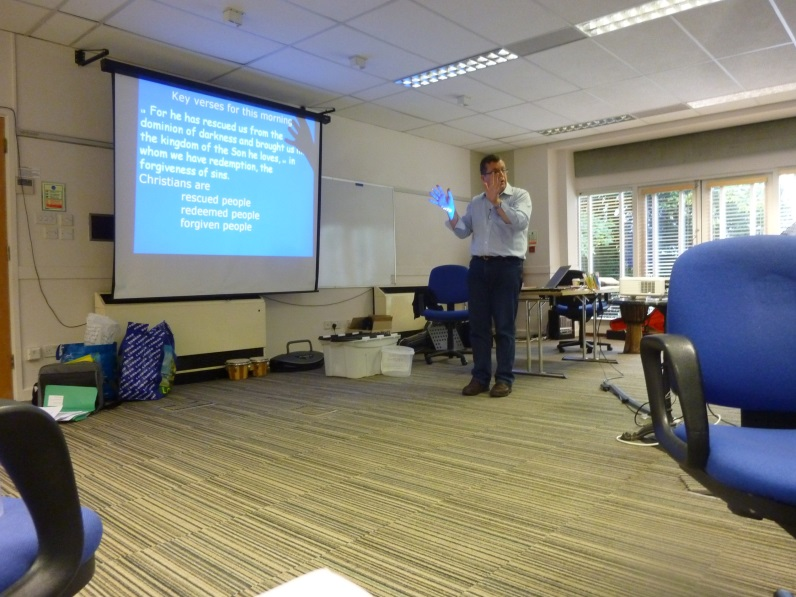 Key verses for this morning
13 For he has rescued us from the
dominion of darkness and brought us
the kingdom of the Son he loves, 14 in
whom we have redemption, the
forgiveness of sins.
Christians are
rescued people
redeemed people
forgiven people